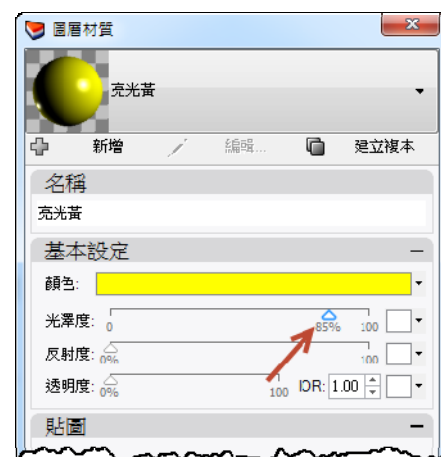 圖層材質
亮光黃
新增 編輯... 建立複本
名稱
亮光黃
基本設定
顏色:
光澤度: 0 85% 100
反射度: 0% 100
透明度: 0% 100 IOR: 1.00
貼圖